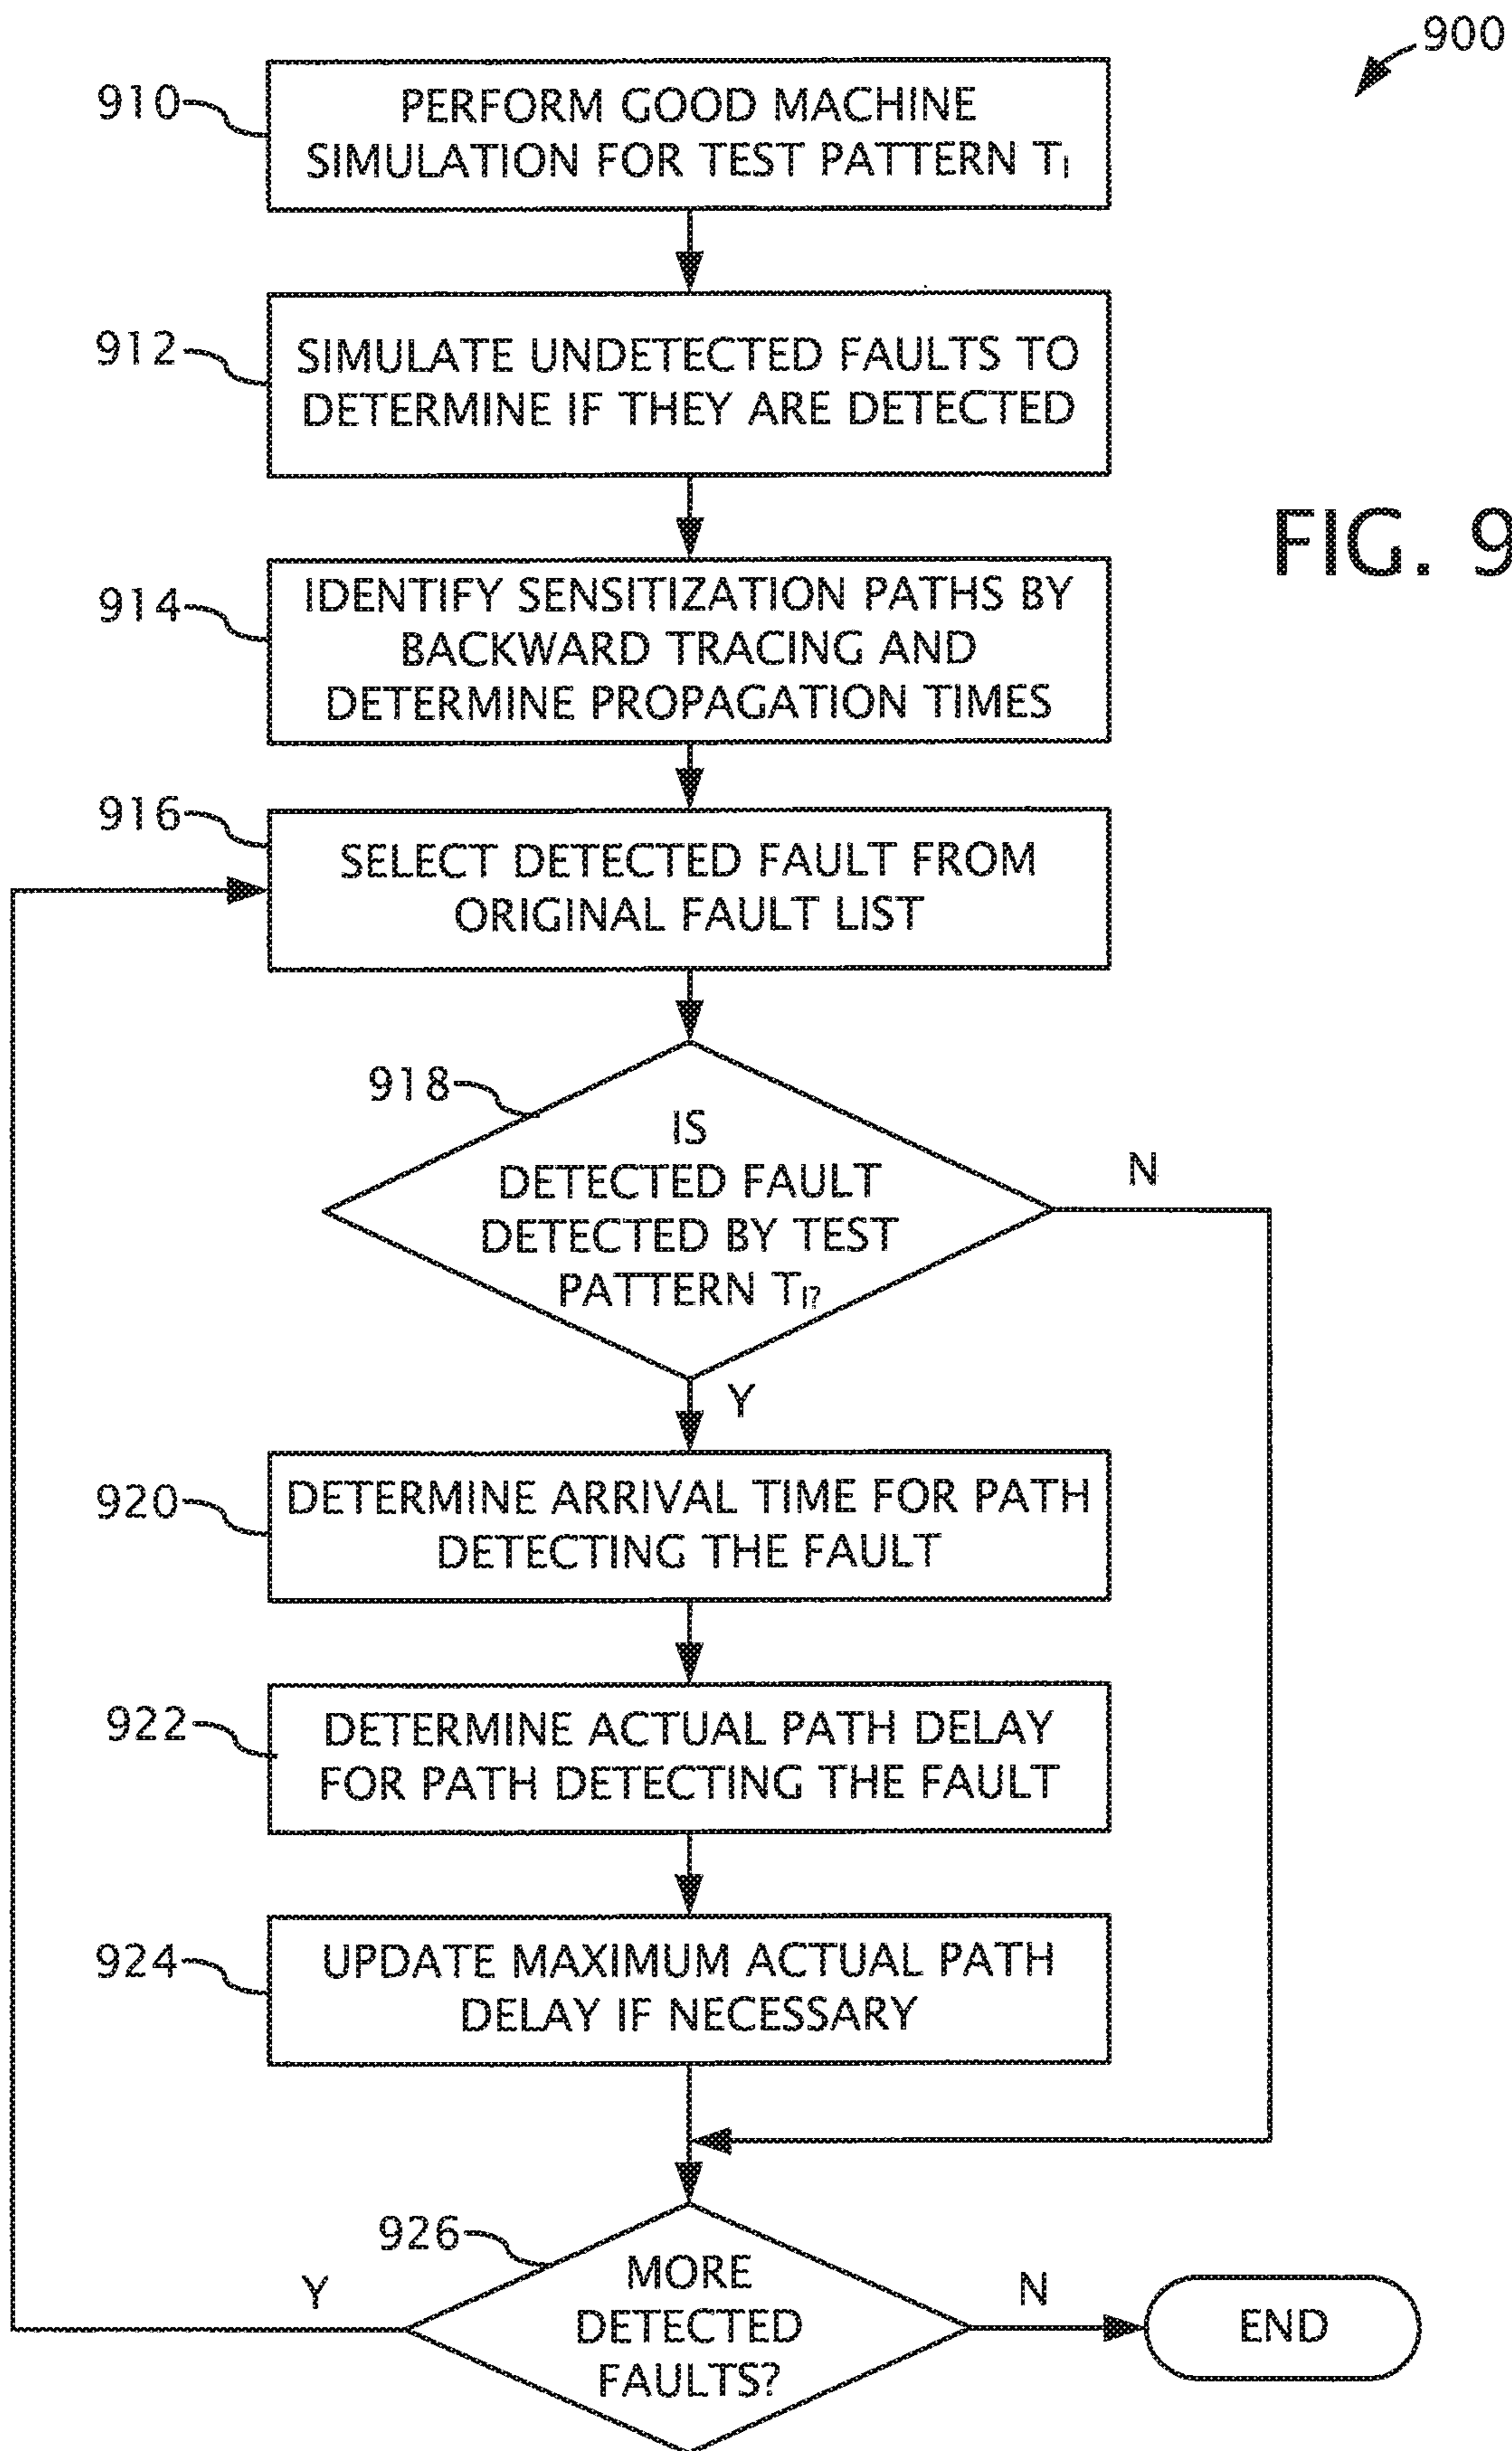 900
910
PERFORM GOOD MACHINE
SIMULATION FOR TEST PATTERN TI
912
SIMULATE UNDETECTED FAULTS TO
DETERMINE IF THEY ARE DETECTED
FIG. 9
914
IDENTIFY SENSITIZATION PATHS BY
BACKWARD TRACING AND
DETERMINE PROPAGATION TIMES
916
SELECT DETECTED FAULT FROM
ORIGINAL FAULT LIST
918
IS
DETECTED FAULT
DETECTED BY TEST
PATTERN TI?
N
Y
920
DETERMINE ARRIVAL TIME FOR PATH
DETECTING THE FAULT
922
DETERMINE ACTUAL PATH DELAY
FOR PATH DETECTING THE FAULT
924
UPDATE MAXIMUM ACTUAL PATH
DELAY IF NECESSARY
926
MORE
DETECTED
FAULTS?
Y
N
END